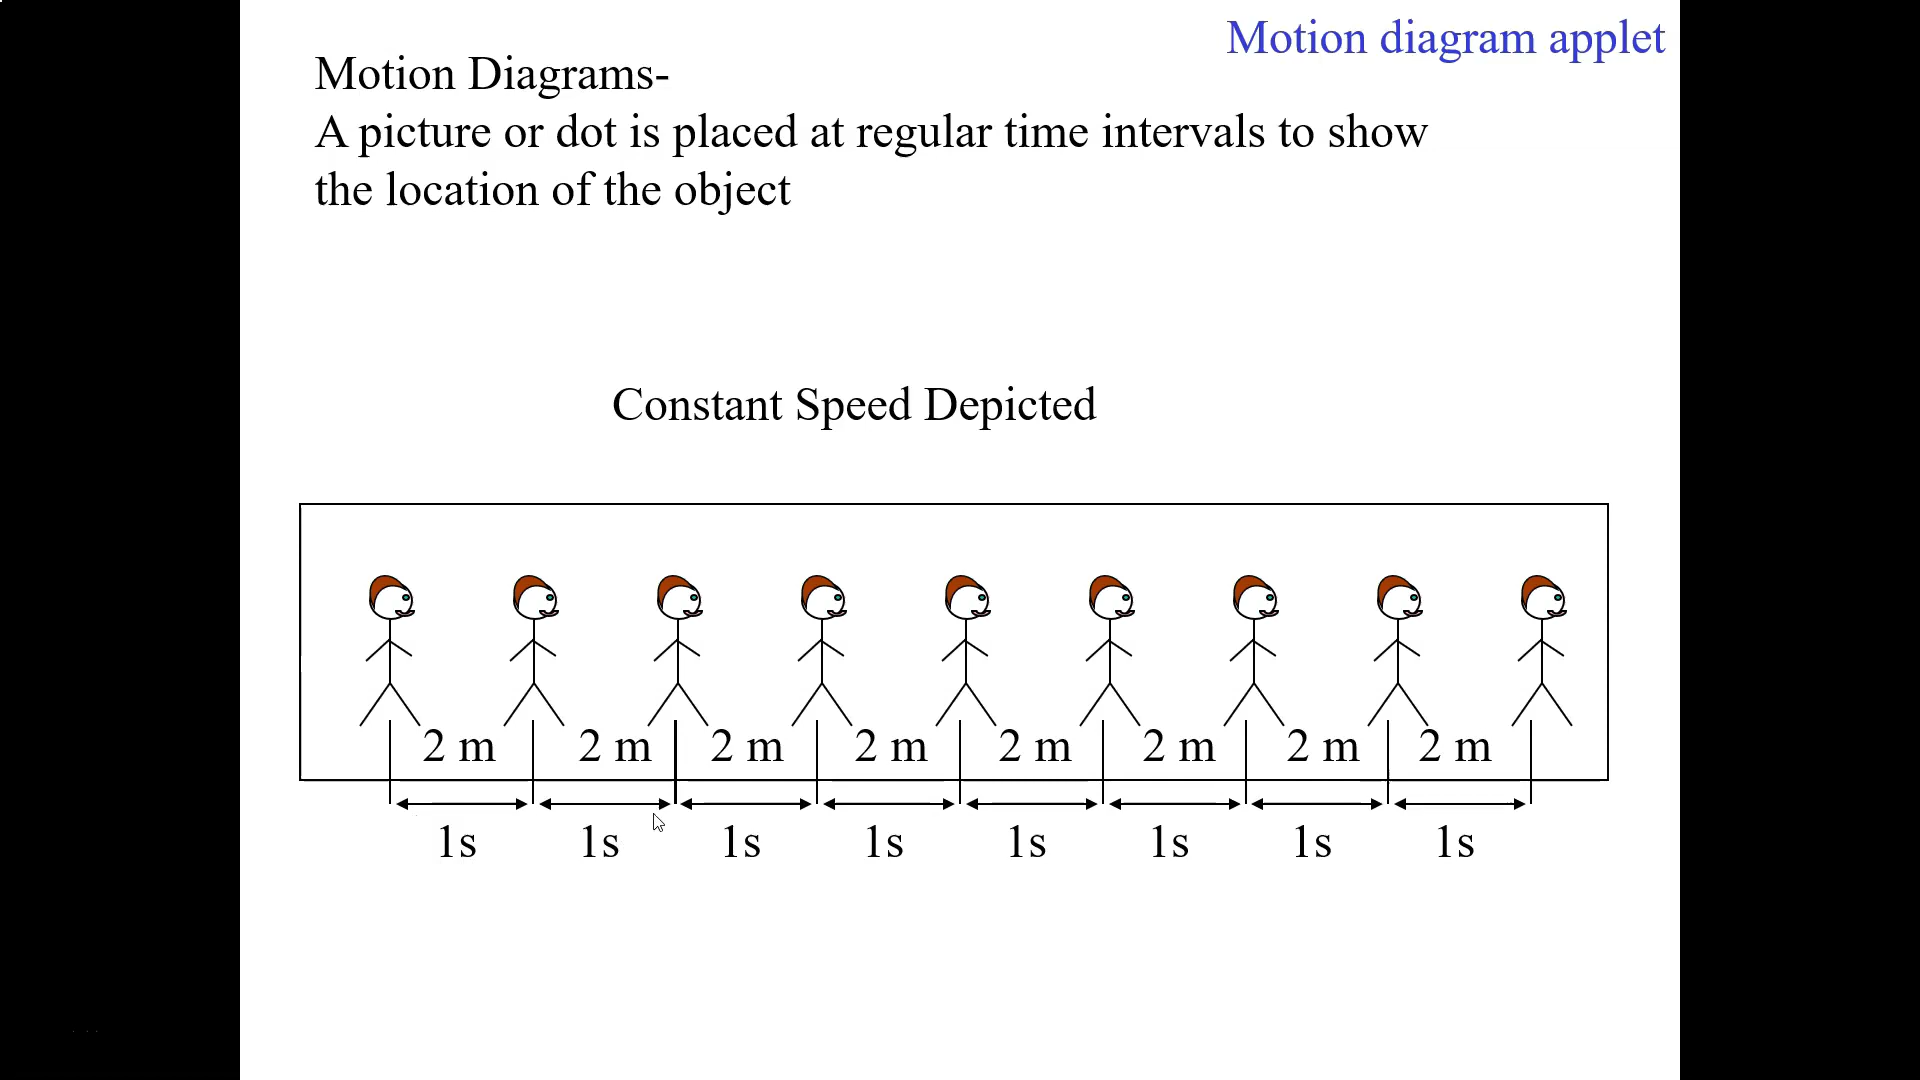 Motion diagram applet
Motion Diagrams-
A picture or dot is placed at regular time intervals to show
the location of the object
Constant Speed Depicted
2 m 2 m 2 m 2 m 2 m 2 m 2 m 2 m
1s 1s 1s 1s 1s 1s 1s 1s